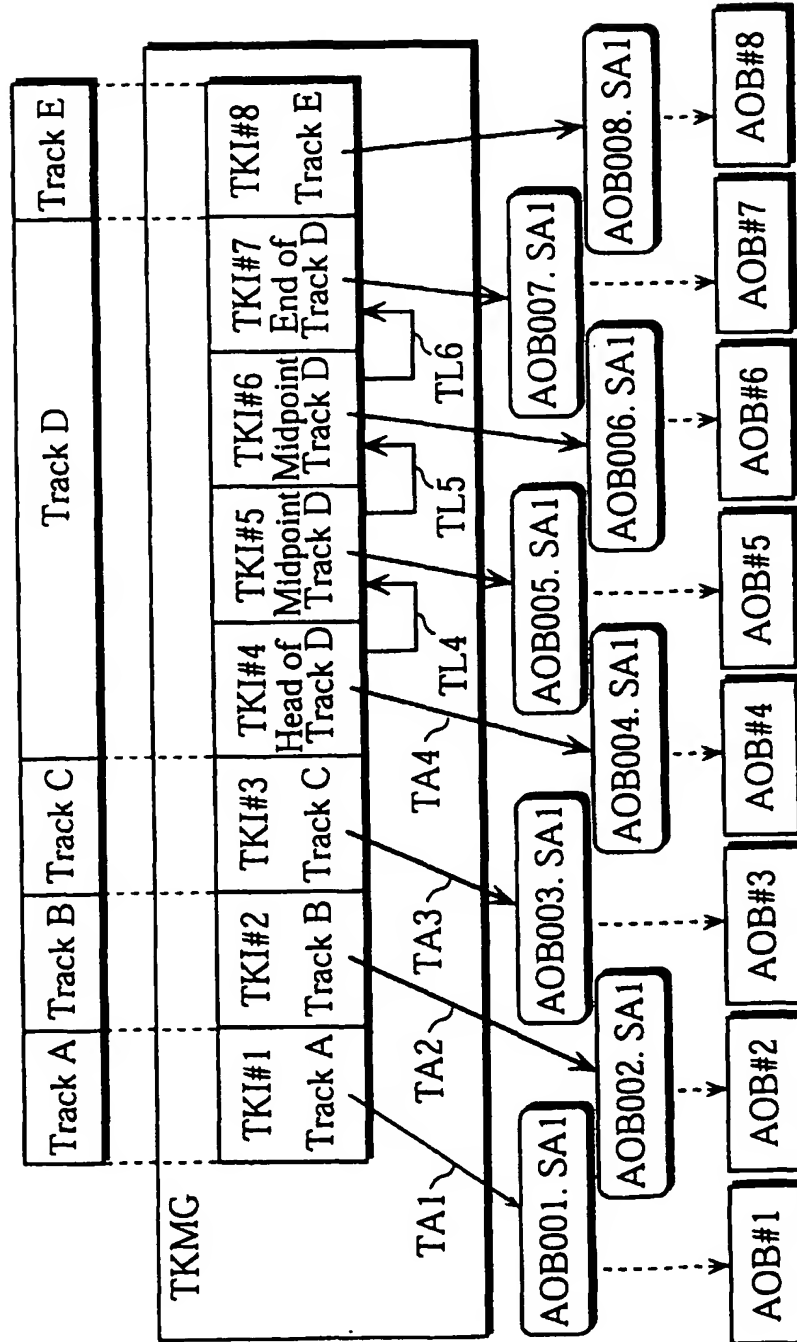 Track A
Track B
Track C
Track D
Track E
TKMG
TKI#1
Track A
TKI#2
Track B
TKI#3
Track C
TKI#4
Head of
Track D
TKI#5
Midpoint
Track D
TKI#6
Midpoint
Track D
TKI#7
End of
Track D
TKI#8
Track E
TA1
TA2
TA3
TA4
TL4
TL5
TL6
AOB001. SA1
AOB002. SA1
AOB003. SA1
AOB004. SA1
AOB005. SA1
AOB006. SA1
AOB007. SA1
AOB008. SA1
AOB#1
AOB#2
AOB#3
AOB#4
AOB#5
AOB#6
AOB#7
AOB#8